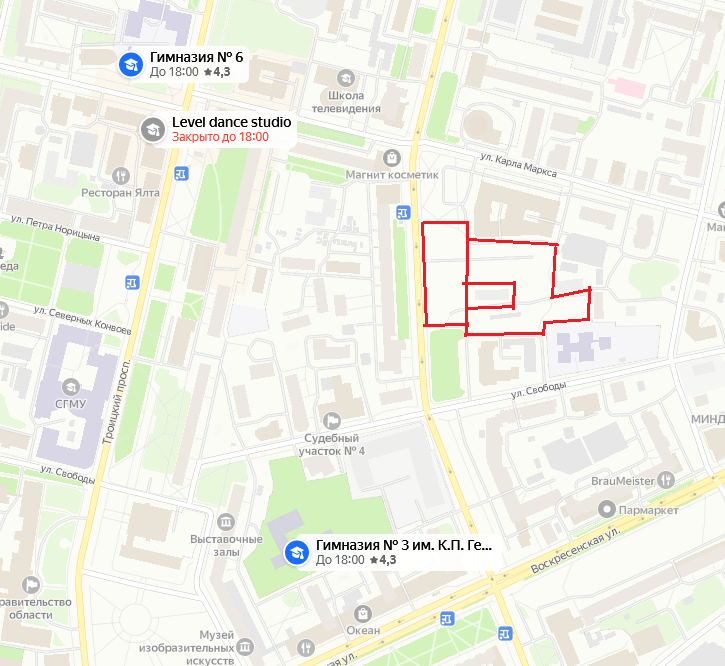 Гимназия № 6
До 18:00 ★4,3
Школа
телевидения
Level dance studio
Закрыто до 18:00
ул. Карла Маркса
Магнит косметик
Ресторан Ялта
ул. Петра Норицына
Ма
беда
ул. Северных Конвоев
ide
СГМУ
Троицкий просп.
ул. Свободы
МИНД
Судебный
участок № 4
ул. Свободы
BrauMeister
Пармаркет
Выставочные
залы
Гимназия № 3 им. К.П. Ге...
До 18:00 ★4,3
Воскресенская ул.
равительство
области
Океан
Музей
изобразительных
искусств
ая ул.